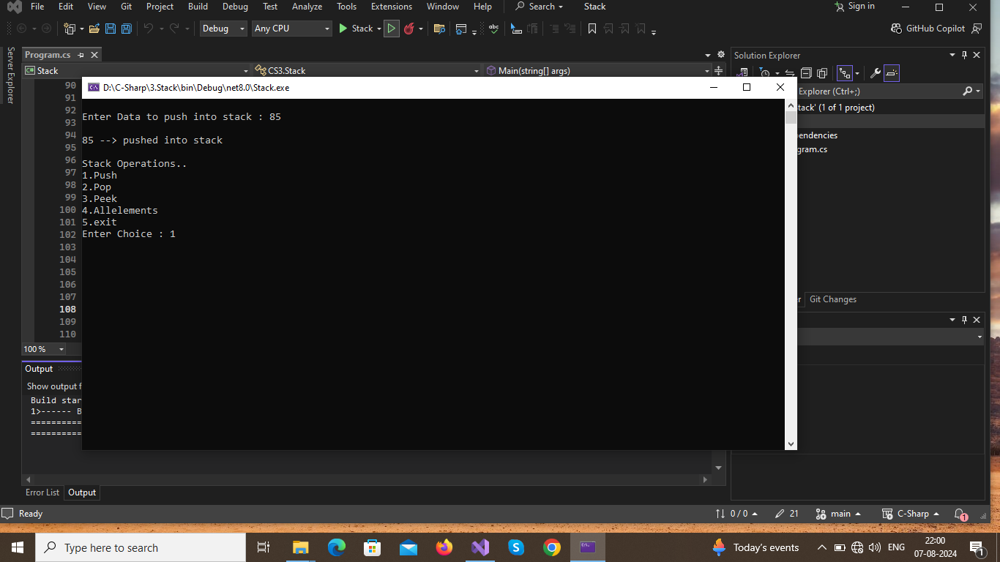 File Edit View Git Project Build Debug Test Analyze Tools Extensions Window Help Search Stack Sign in
Debug Any CPU Stack GitHub Copilot
Server Explorer
Program.cs
Stack CS3.Stack Main(string[] args)
Solution Explorer
Explorer (Ctrl+;)
tack' (1 of 1 project)
pendencies
gram.cs
Git Changes
90
91
92
93
94
95
96
97
98
99
100
101
102
103
104
105
106
107
108
109
110
D:\C-Sharp\3.Stack\bin\Debug\net8.0\Stack.exe
Enter Data to push into stack : 85
85 --> pushed into stack
Stack Operations..
1.Push
2.Pop
3.Peek
4.Allelements
5.exit
Enter Choice : 1
100 %
Output
Show output f
Build star
1>------ B
===========
===========
Error List Output
Ready 0 / 0 21 main C-Sharp 1
Type here to search Today's events ENG 22:00
07-08-2024 1